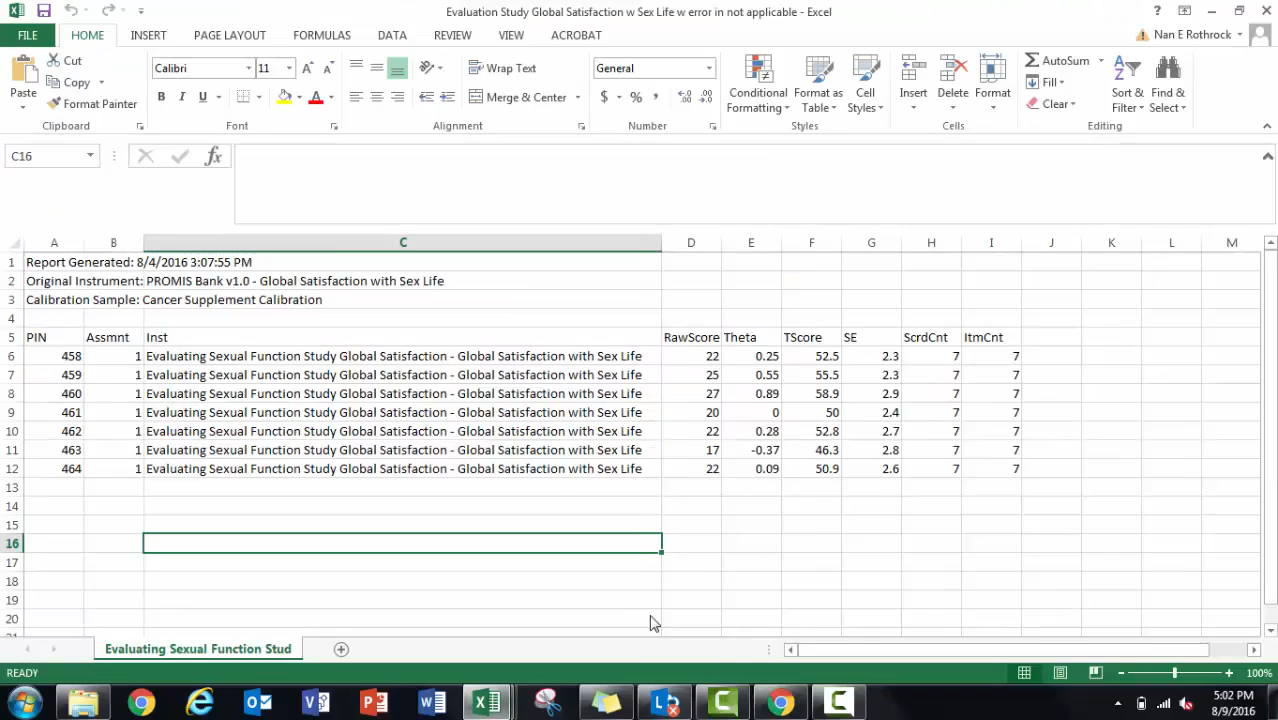 Evaluation Study Global Satisfaction w Sex Life w error in not applicable - Excel
FILE HOME INSERT PAGE LAYOUT FORMULAS DATA REVIEW VIEW ACROBAT Nan E Rothrock
Cut
Copy
Format Painter
Paste
Clipboard
Calibri 11
B I U
Font
Wrap Text
Merge & Center
Alignment
General
$ % ,
Number
Conditional Formatting
Format as Table
Cell Styles
Styles
Insert Delete Format
Cells
AutoSum
Fill
Clear
Sort & Filter
Find & Select
Editing
C16 fx
A B C D E F G H I J K L M
1 Report Generated: 8/4/2016 3:07:55 PM
2 Original Instrument: PROMIS Bank v1.0 - Global Satisfaction with Sex Life
3 Calibration Sample: Cancer Supplement Calibration
4
5 PIN Assmnt Inst RawScore Theta TScore SE ScrdCnt ItmCnt
6 458 1 Evaluating Sexual Function Study Global Satisfaction - Global Satisfaction with Sex Life 22 0.25 52.5 2.3 7 7
7 459 1 Evaluating Sexual Function Study Global Satisfaction - Global Satisfaction with Sex Life 25 0.55 55.5 2.3 7 7
8 460 1 Evaluating Sexual Function Study Global Satisfaction - Global Satisfaction with Sex Life 27 0.89 58.9 2.9 7 7
9 461 1 Evaluating Sexual Function Study Global Satisfaction - Global Satisfaction with Sex Life 20 0 50 2.4 7 7
10 462 1 Evaluating Sexual Function Study Global Satisfaction - Global Satisfaction with Sex Life 22 0.28 52.8 2.7 7 7
11 463 1 Evaluating Sexual Function Study Global Satisfaction - Global Satisfaction with Sex Life 17 -0.37 46.3 2.8 7 7
12 464 1 Evaluating Sexual Function Study Global Satisfaction - Global Satisfaction with Sex Life 22 0.09 50.9 2.6 7 7
13
14
15
16
17
18
19
20
Evaluating Sexual Function Stud
READY 100%
5:02 PM
8/9/2016